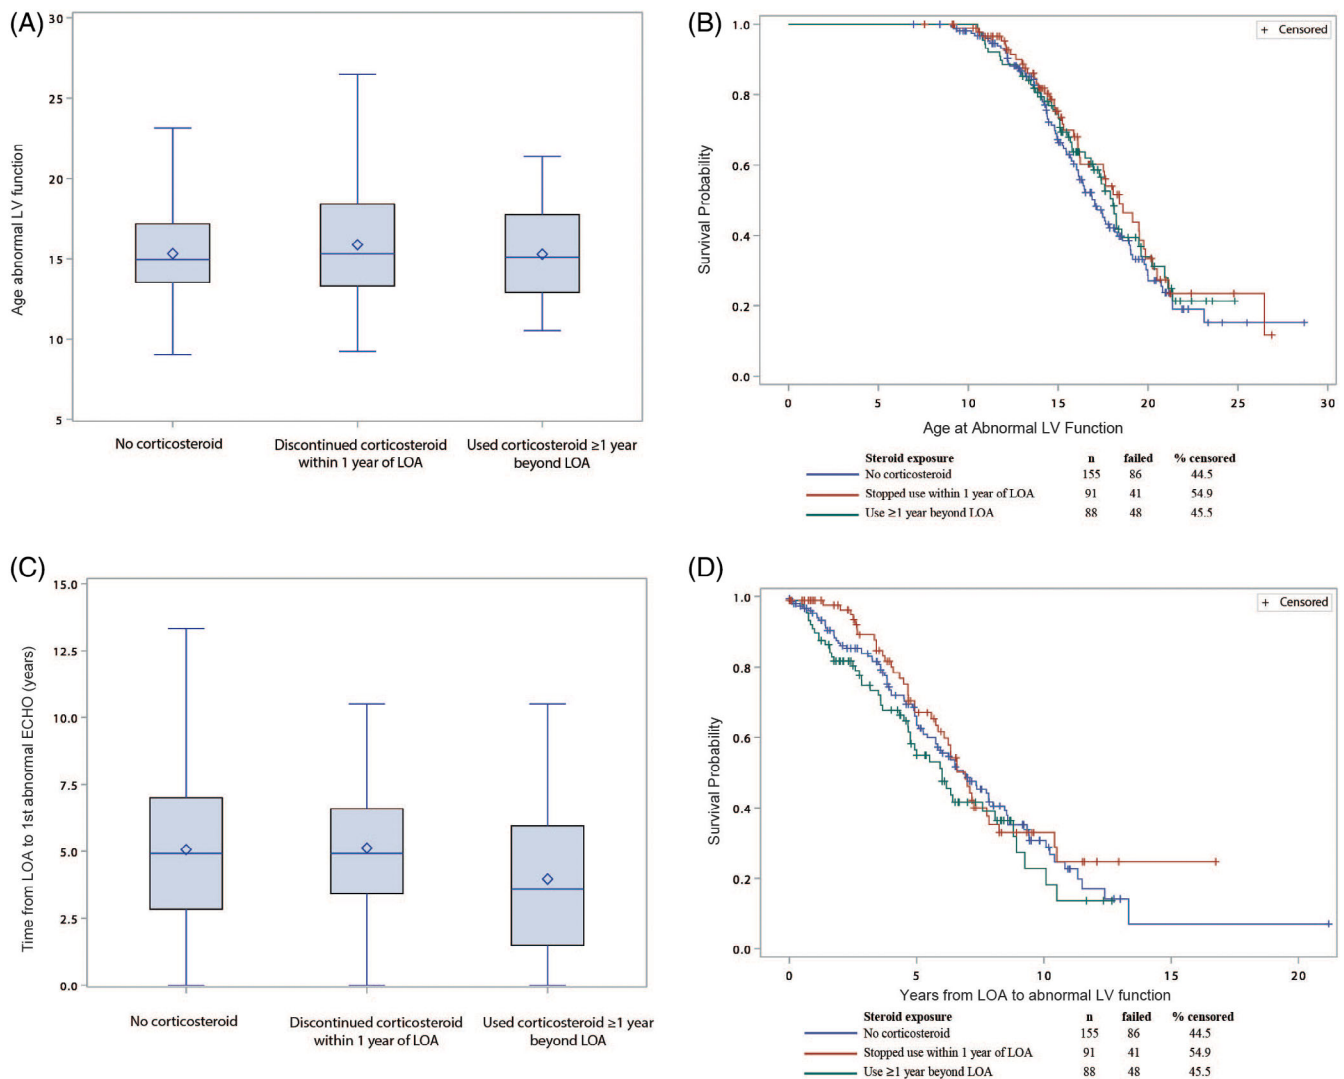 (A)
30
25
20
15
10
5
Age abnormal LV function
No corticosteroid
Discontinued corticosteroid
within 1 year of LOA
Used corticosteroid ≥1 year
beyond LOA
(B)
1.0
0.8
0.6
0.4
0.2
0.0
Survival Probability
+ Censored
0 5 10 15 20 25 30
Age at Abnormal LV Function
Steroid exposure n failed % censored
No corticosteroid 155 86 44.5
Stopped use within 1 year of LOA 91 41 54.9
Use ≥1 year beyond LOA 88 48 45.5
(C)
15.0
12.5
10.0
7.5
5.0
2.5
0.0
Time from LOA to 1st abnormal ECHO (years)
No corticosteroid
Discontinued corticosteroid
within 1 year of LOA
Used corticosteroid ≥1 year
beyond LOA
(D)
1.0
0.8
0.6
0.4
0.2
0.0
Survival Probability
+ Censored
0 5 10 15 20
Years from LOA to abnormal LV function
Steroid exposure n failed % censored
No corticosteroid 155 86 44.5
Stopped use within 1 year of LOA 91 41 54.9
Use ≥1 year beyond LOA 88 48 45.5